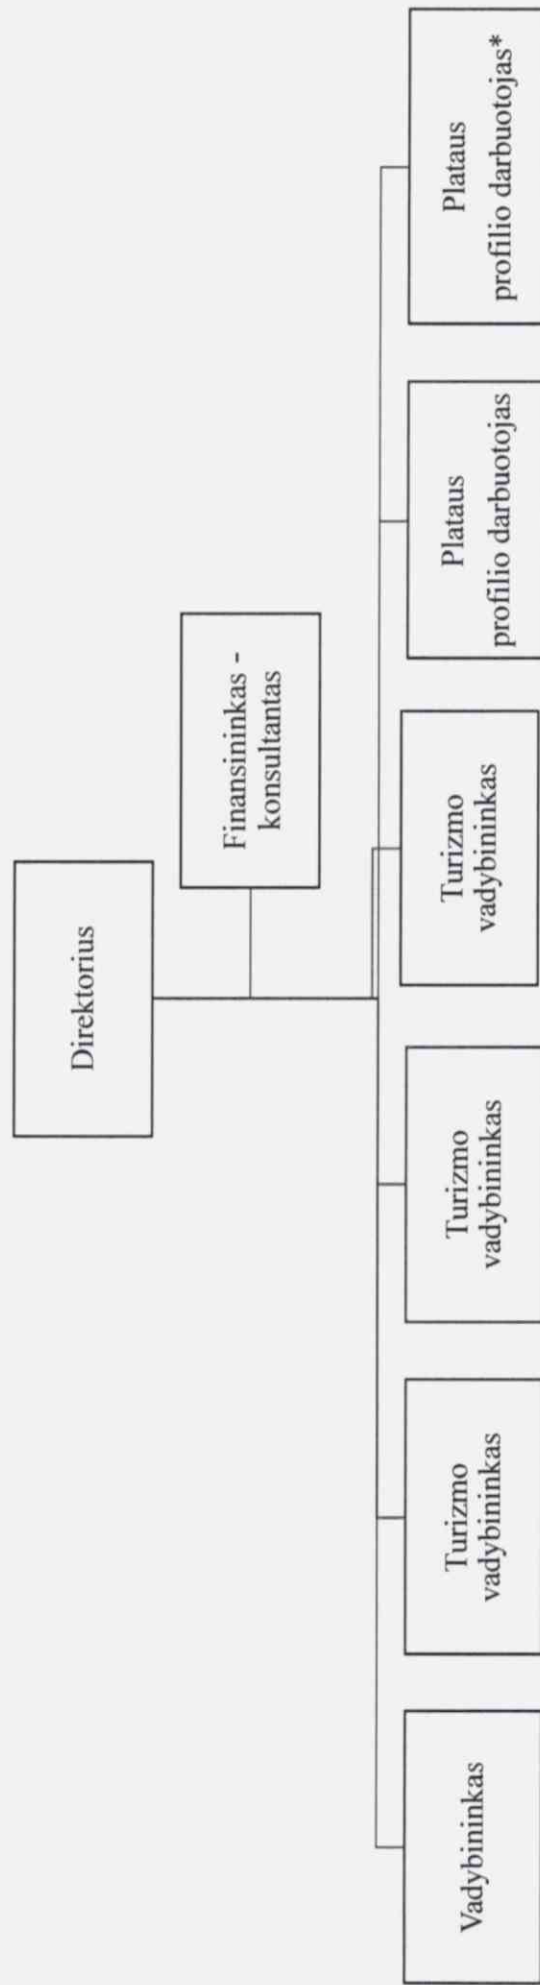 Direktorius
Finansininkas -
konsultantas
Vadybininkas
Turizmo
vadybininkas
Turizmo
vadybininkas
Turizmo
vadybininkas
Plataus
profilio darbuotojas
Plataus
profilio darbuotojas*